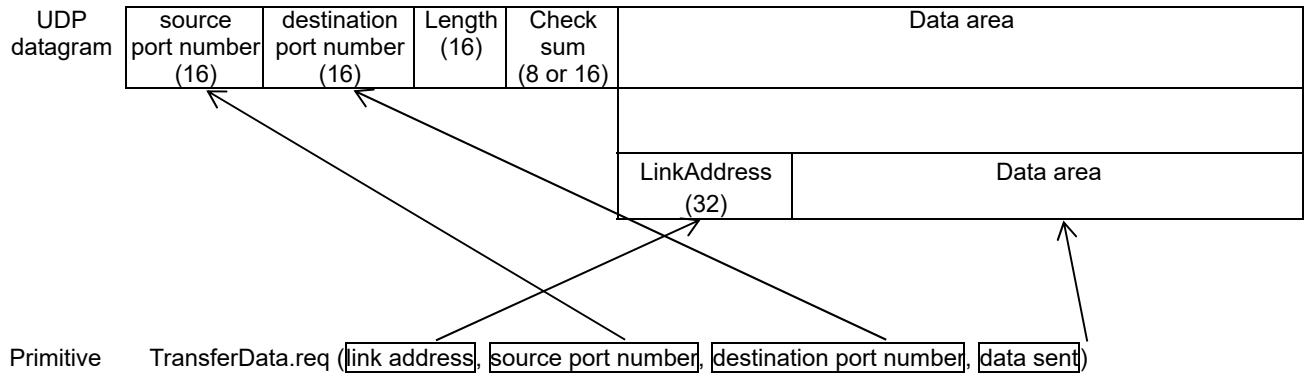 UDP datagram
source port number (16)
destination port number (16)
Length (16)
Check sum (8 or 16)
Data area
LinkAddress (32)
Data area
Primitive TransferData.req (link address, source port number, destination port number, data sent)